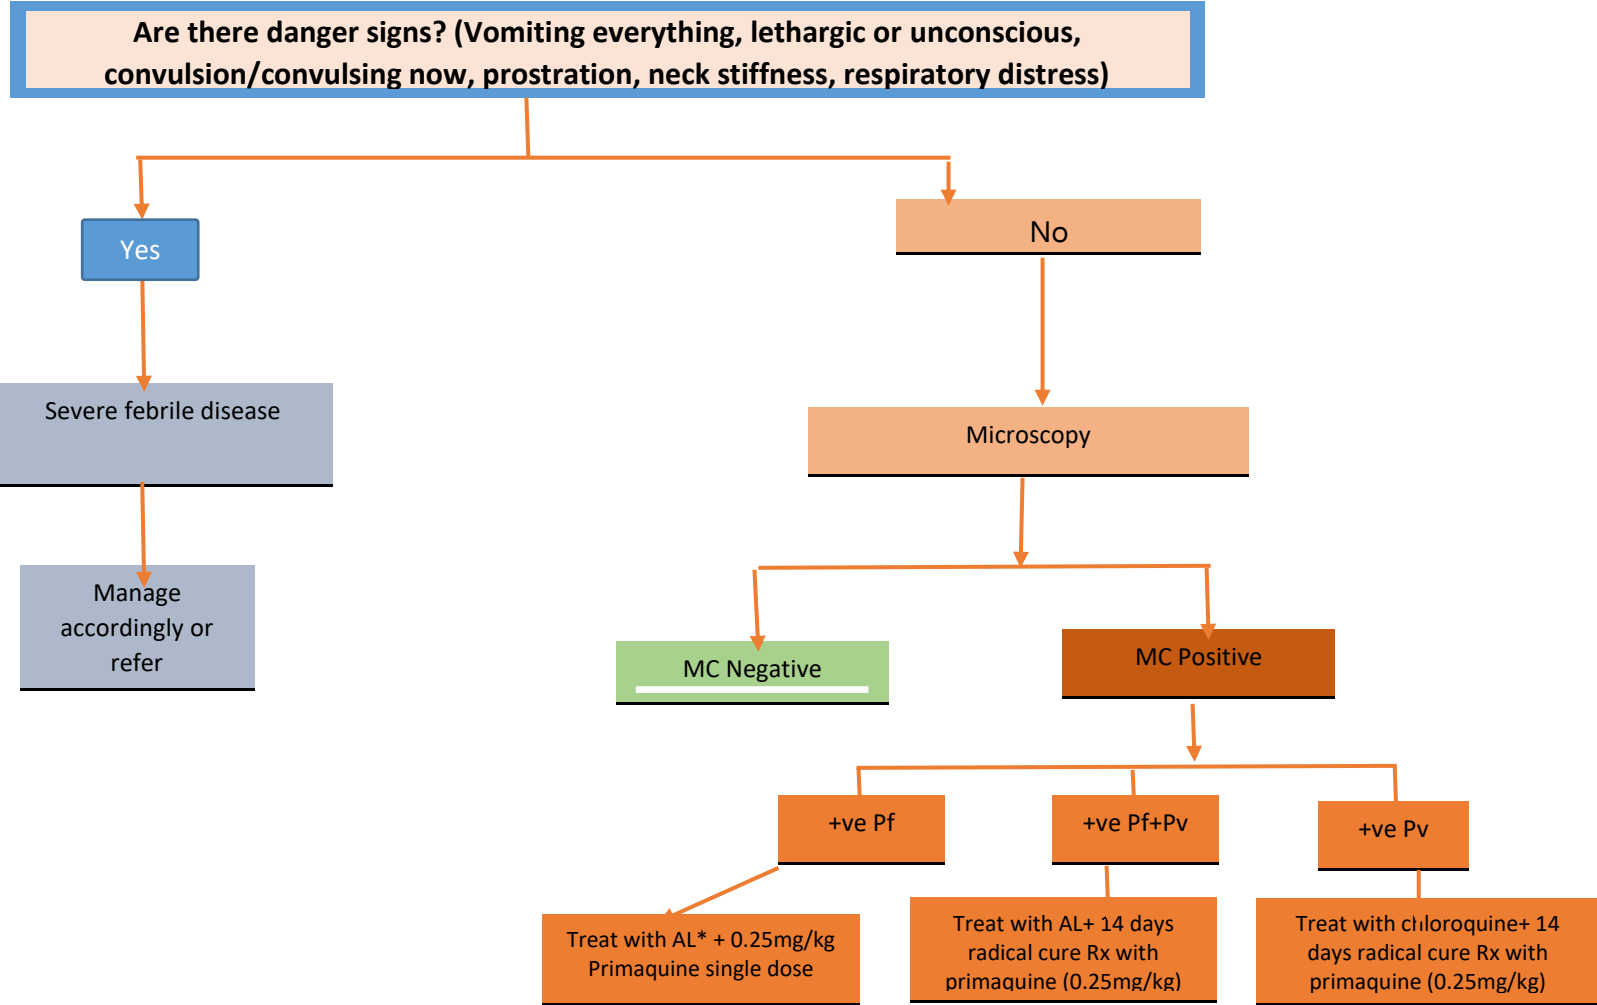 Are there danger signs? (Vomiting everything, lethargic or unconscious,
convulsion/convulsing now, prostration, neck stiffness, respiratory distress)
Yes
No
Severe febrile disease
Microscopy
Manage
accordingly or
refer
MC Negative
MC Positive
+ve Pf
+ve Pf+Pv
+ve Pv
Treat with AL* + 0.25mg/kg
Primaquine single dose
Treat with AL+ 14 days
radical cure Rx with
primaquine (0.25mg/kg)
Treat with chloroquine+ 14
days radical cure Rx with
primaquine (0.25mg/kg)